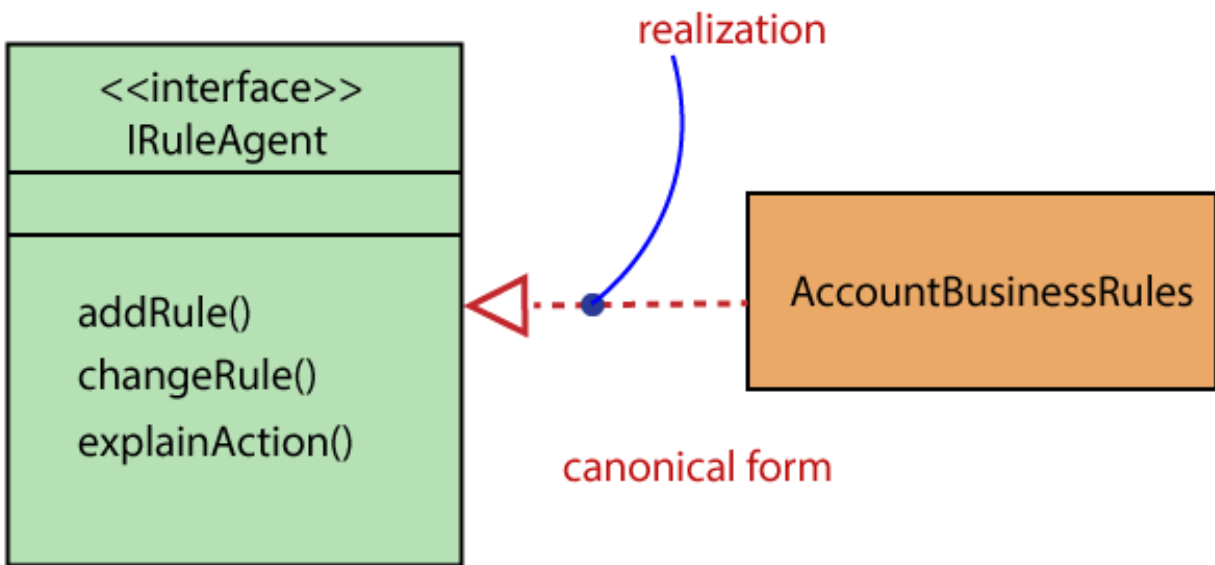 realization
<<interface>>
IRuleAgent
addRule()
changeRule()
explainAction()
AccountBusinessRules
canonical form